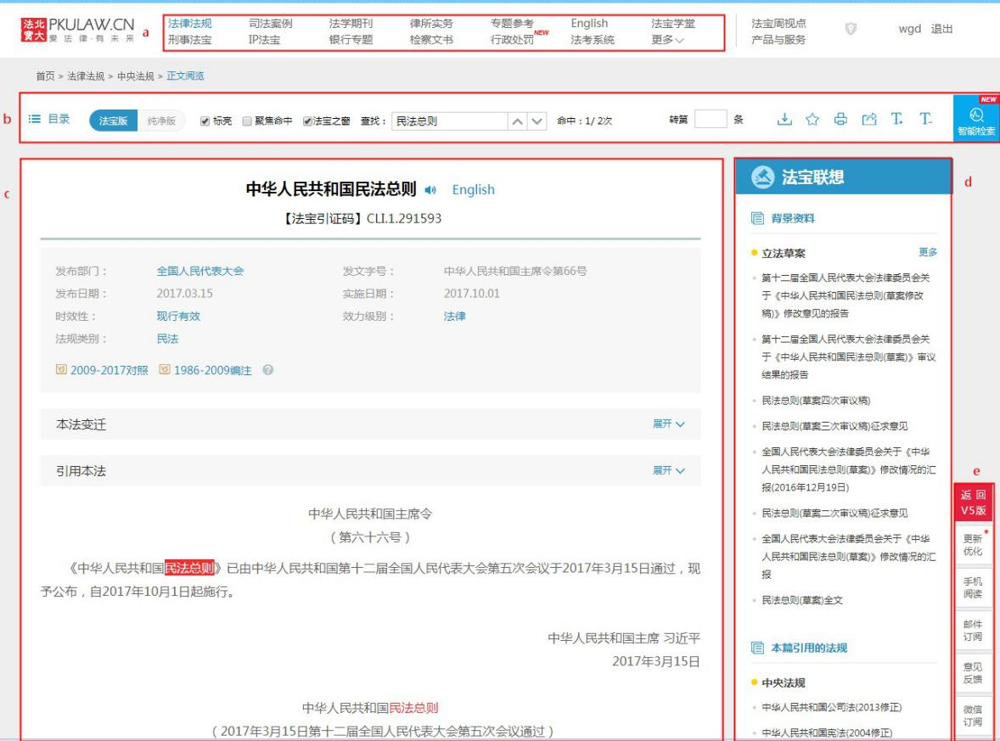 法北
寶大
PKULAW.CN
爱 法 律·有 未 来
a
法律法规 司法案例 法学期刊 律所实务 专题参考 English 法宝学堂
刑事法宝 IP法宝 银行专题 检察文书 行政处罚 NEW 法考系统 更多
法宝周视点
产品与服务
wgd 退出
首页 > 法律法规 > 中央法规 > 正文阅览
b
目录 法宝版 纯净版 标亮 聚焦命中 法宝之窗 查找： 民法总则 命中：1/ 2次 转第 条 T+ T-
NEW
智能检索
c
中华人民共和国民法总则 English
【法宝引证码】CLI.1.291593
发布部门： 全国人民代表大会 发文字号： 中华人民共和国主席令第66号
发布日期： 2017.03.15 实施日期： 2017.10.01
时效性： 现行有效 效力级别： 法律
法规类别： 民法
2009-2017对照 1986-2009编注 ?
本法变迁 展开
引用本法 展开
中华人民共和国主席令
（第六十六号）
《中华人民共和国民法总则》已由中华人民共和国第十二届全国人民代表大会第五次会议于2017年3月15日通过，现
予公布，自2017年10月1日起施行。
中华人民共和国主席 习近平
2017年3月15日
中华人民共和国民法总则
（2017年3月15日第十二届全国人民代表大会第五次会议通过）
d
法宝联想
背景资料
立法草案 更多
第十二届全国人民代表大会法律委员会关
于《中华人民共和国民法总则(草案修改
稿)》修改意见的报告
第十二届全国人民代表大会法律委员会关
于《中华人民共和国民法总则(草案)》审议
结果的报告
民法总则(草案四次审议稿)
民法总则(草案三次审议稿)征求意见
全国人民代表大会法律委员会关于《中华
人民共和国民法总则(草案)》修改情况的汇
报(2016年12月19日)
民法总则(草案二次审议稿)征求意见
全国人民代表大会法律委员会关于《中华
人民共和国民法总则(草案)》修改情况的汇
报
民法总则(草案)全文
本篇引用的法规
中央法规
中华人民共和国公司法(2013修正)
中华人民共和国宪法(2004修正)
e
返 回
V5版
更新
优化
手机
阅读
邮件
订阅
意见
反馈
微信
订阅